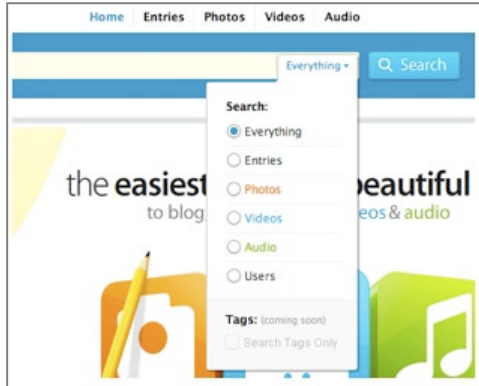 Home Entries Photos Videos Audio
Everything
Search
Search:
Everything
Entries
Photos
Videos
Audio
Users
Tags: (coming soon)
Search Tags Only
the easiest beautiful
to blog eos & audio